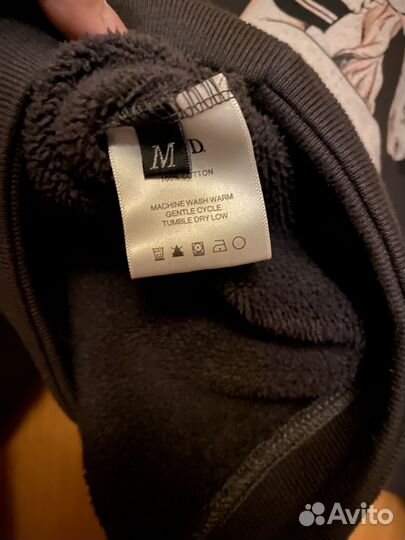 M
D.
100% COTTON
MACHINE WASH WARM
GENTLE CYCLE
TUMBLE DRY LOW
Avito